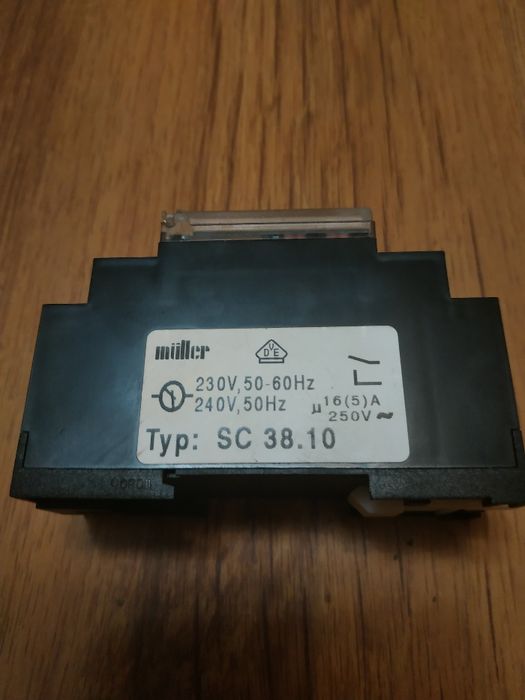 müller
VDE
230V, 50-60Hz
240V, 50Hz
µ 16(5)A
250V ~
Typ: SC 38.10